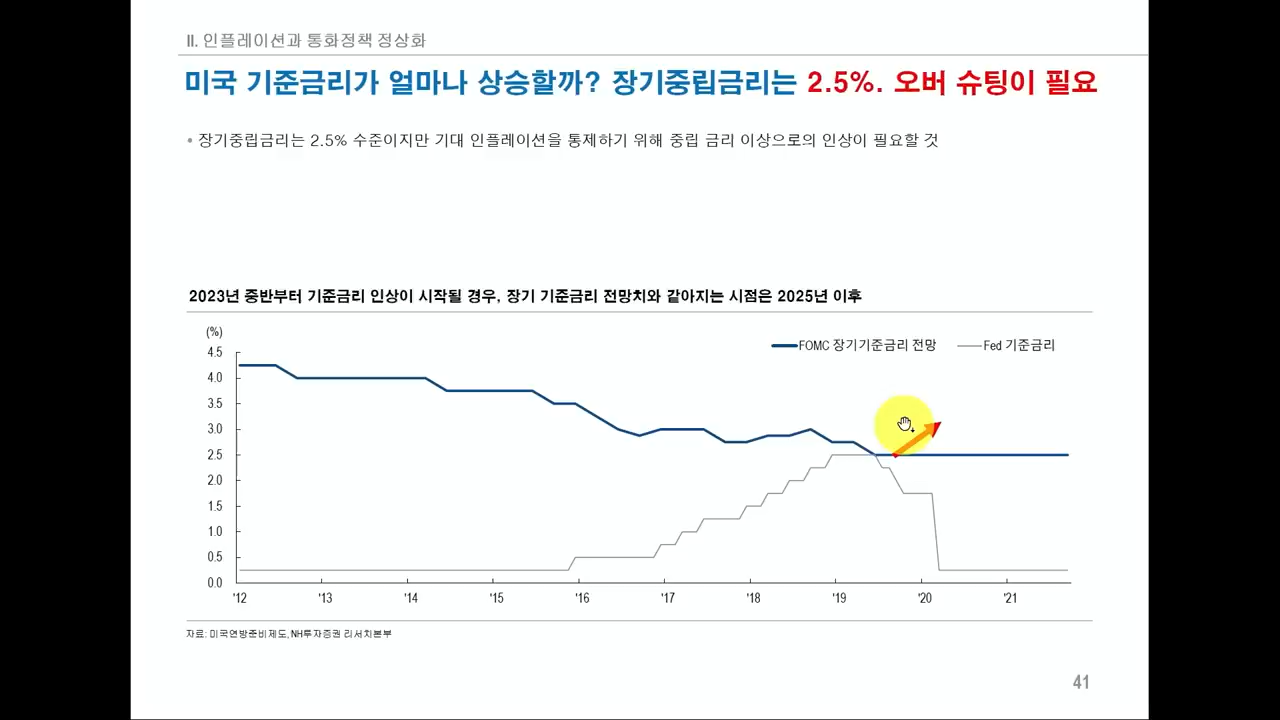 II. 인플레이션과 통화정책 정상화
미국 기준금리가 얼마나 상승할까? 장기중립금리는 2.5%. 오버 슈팅이 필요
• 장기중립금리는 2.5% 수준이지만 기대 인플레이션을 통제하기 위해 중립 금리 이상으로의 인상이 필요할 것
2023년 중반부터 기준금리 인상이 시작될 경우, 장기 기준금리 전망치와 같아지는 시점은 2025년 이후
(%)
FOMC 장기기준금리 전망 Fed 기준금리
4.5
4.0
3.5
3.0
2.5
2.0
1.5
1.0
0.5
0.0
'12 '13 '14 '15 '16 '17 '18 '19 '20 '21
자료: 미국연방준비제도, NH투자증권 리서치본부
41